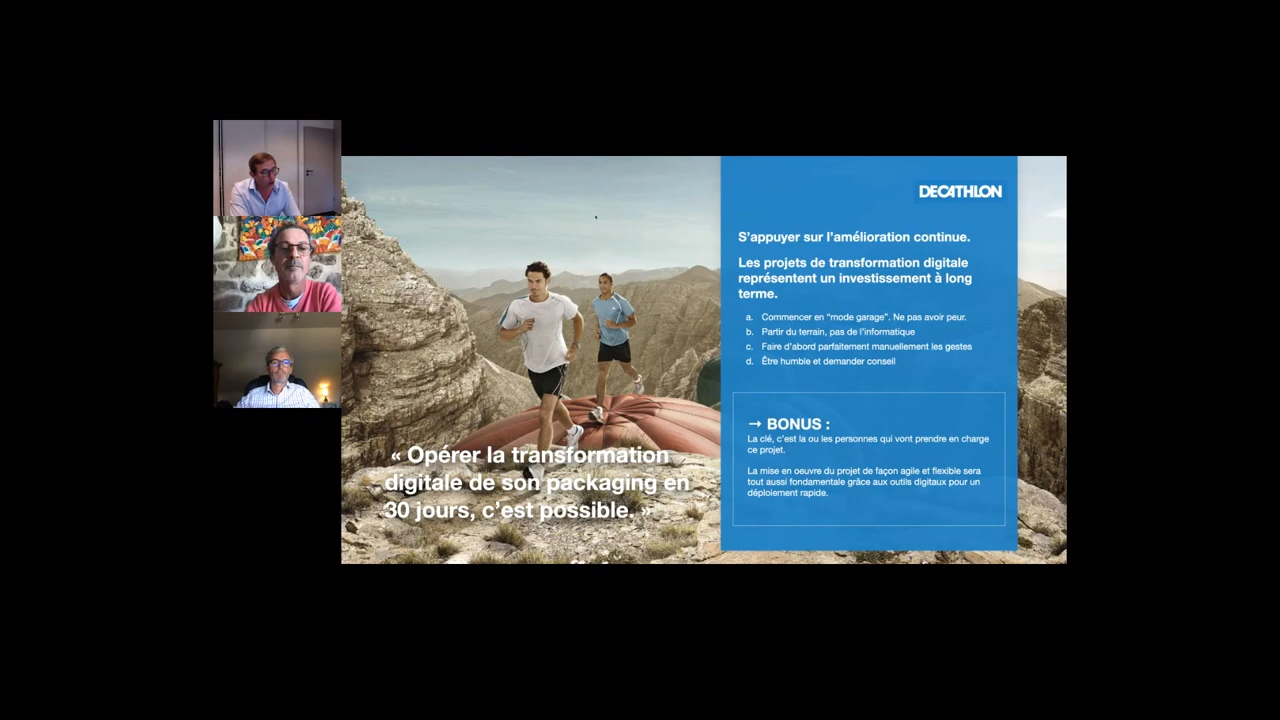 DECATHLON
S’appuyer sur l’amélioration continue.
Les projets de transformation digitale
représentent un investissement à long
terme.
a. Commencer en “mode garage”. Ne pas avoir peur.
b. Partir du terrain, pas de l’informatique
c. Faire d’abord parfaitement manuellement les gestes
d. Être humble et demander conseil
→ BONUS :
La clé, c’est la ou les personnes qui vont prendre en charge
ce projet.
La mise en oeuvre du projet de façon agile et flexible sera
tout aussi fondamentale grâce aux outils digitaux pour un
déploiement rapide.
« Opérer la transformation
digitale de son packaging en
30 jours, c’est possible. »